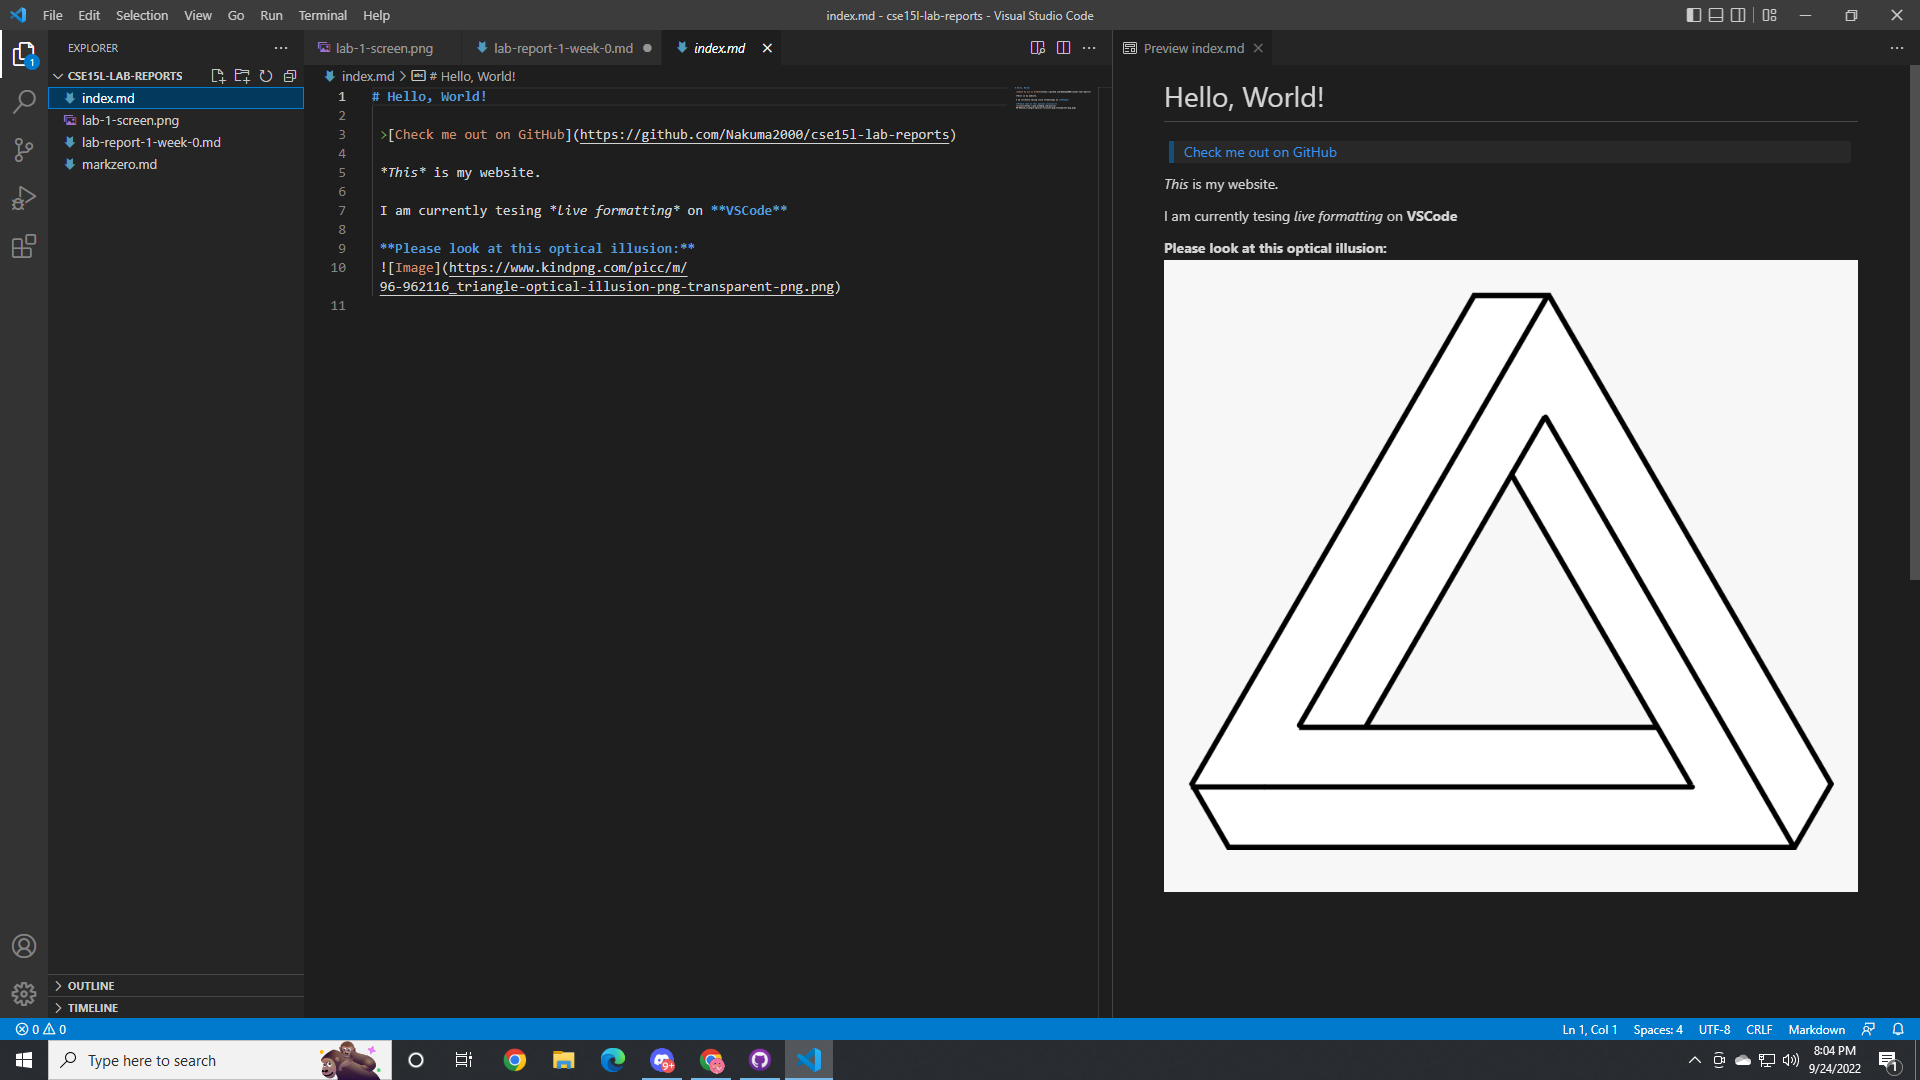 File Edit Selection View Go Run Terminal Help
index.md - cse15l-lab-reports - Visual Studio Code
EXPLORER
1
CSE15L-LAB-REPORTS
index.md
lab-1-screen.png
lab-report-1-week-0.md
markzero.md
OUTLINE
TIMELINE
lab-1-screen.png
lab-report-1-week-0.md
index.md
index.md > # Hello, World!
1 # Hello, World!
2
3 >[Check me out on GitHub](https://github.com/Nakuma2000/cse15l-lab-reports)
4
5 *This* is my website.
6
7 I am currently tesing *live formatting* on **VSCode**
8
9 **Please look at this optical illusion:**
10 ![Image](https://www.kindpng.com/picc/m/
96-962116_triangle-optical-illusion-png-transparent-png.png)
11
Preview index.md
Hello, World!
Check me out on GitHub
This is my website.
I am currently tesing live formatting on VSCode
Please look at this optical illusion:
0 0
Ln 1, Col 1 Spaces: 4 UTF-8 CRLF Markdown
Type here to search
9+
8:04 PM
9/24/2022
1